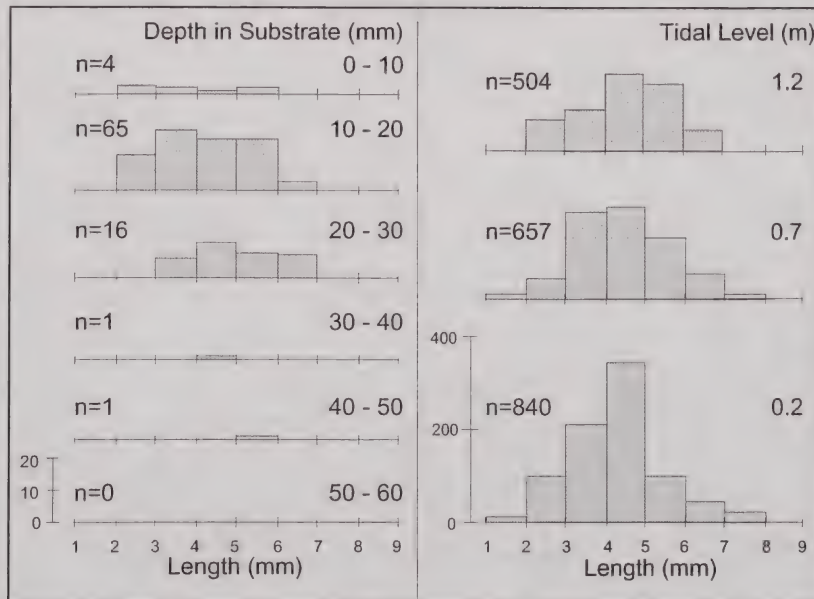 Depth in Substrate (mm)
n=4 0 - 10
n=65 10 - 20
n=16 20 - 30
n=1 30 - 40
n=1 40 - 50
20
10
0
n=0 50 - 60
1 2 3 4 5 6 7 8 9
Length (mm)
Tidal Level (m)
n=504 1.2
n=657 0.7
400
200
0
n=840 0.2
1 2 3 4 5 6 7 8 9
Length (mm)